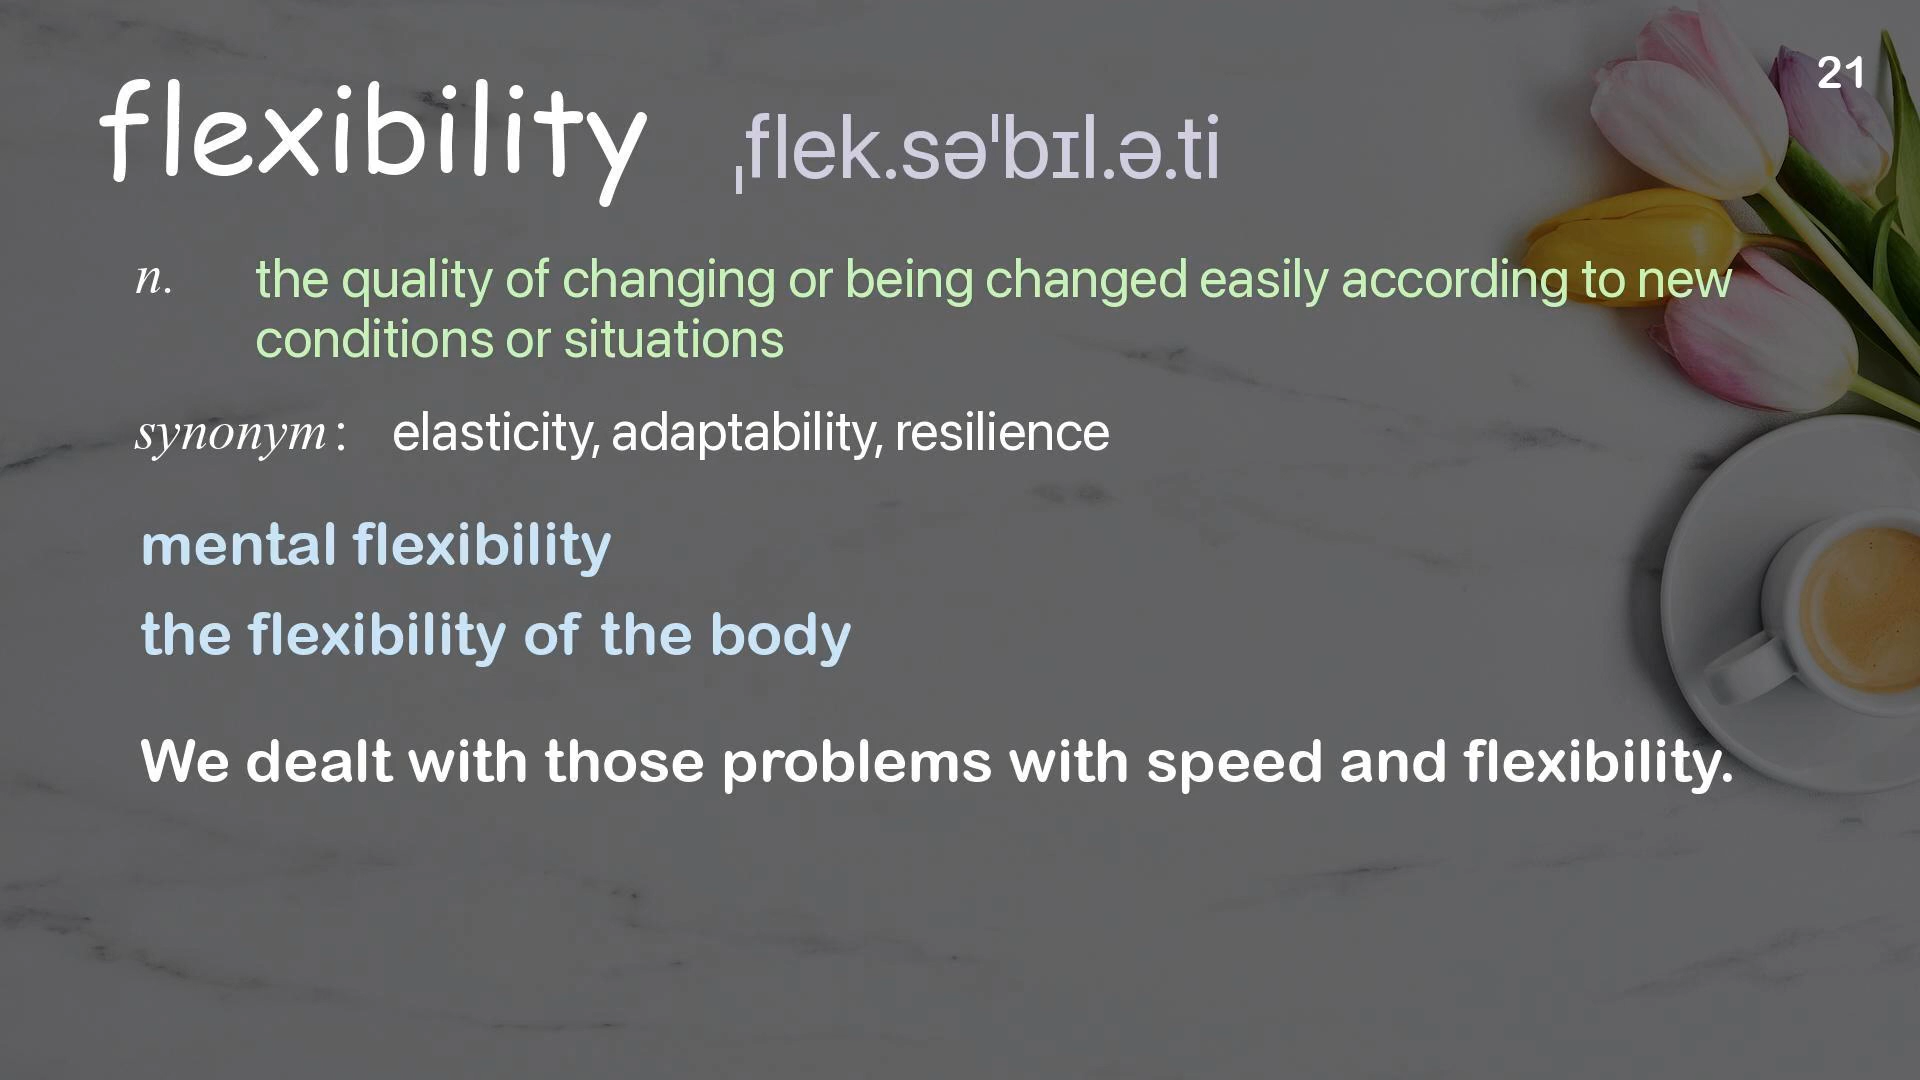 21
flexibility ˌflek.səˈbɪl.ə.ti
n. the quality of changing or being changed easily according to new
conditions or situations
synonym: elasticity, adaptability, resilience
mental flexibility
the flexibility of the body
We dealt with those problems with speed and flexibility.